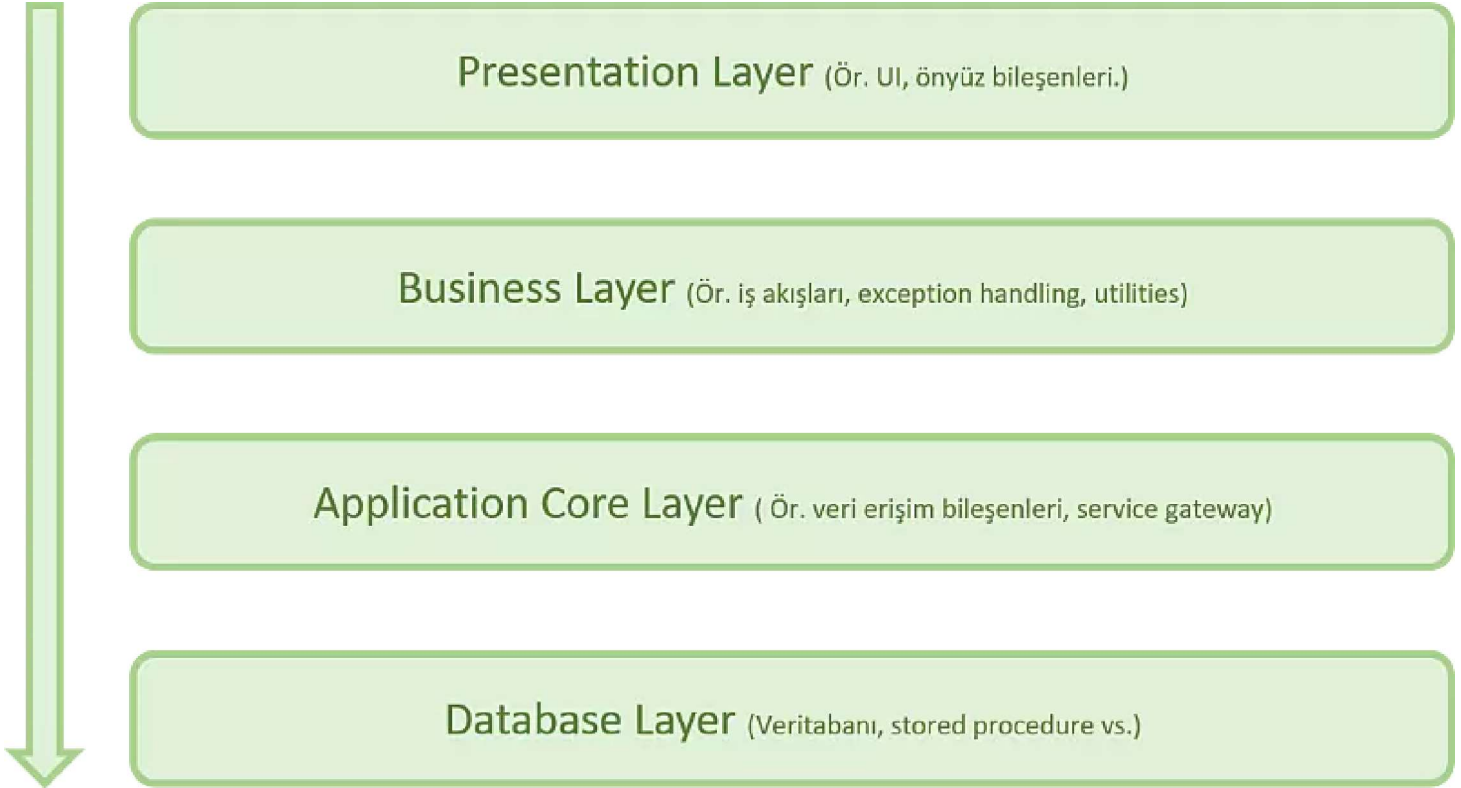 Presentation Layer (Ör. UI, önyüz bileşenleri.)
Business Layer (Ör. iş akışları, exception handling, utilities)
Application Core Layer ( Ör. veri erişim bileşenleri, service gateway)
Database Layer (Veritabanı, stored procedure vs.)